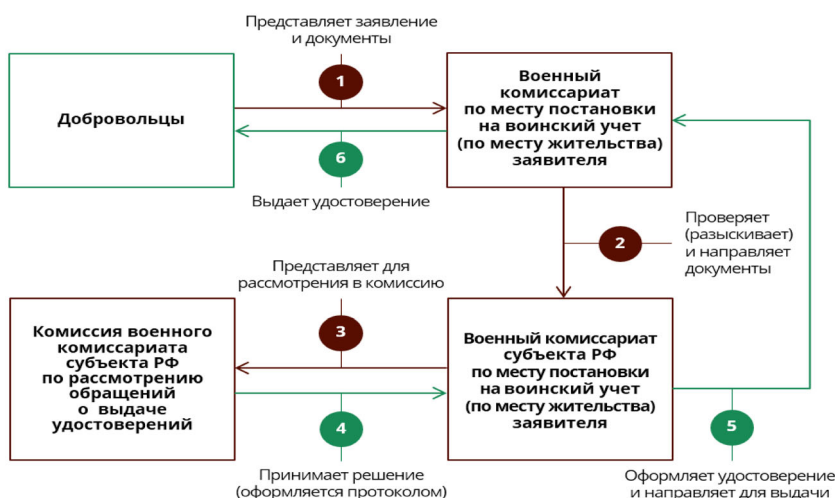 Представляет заявление
и документы
1
Добровольцы
Военный
комиссариат
по месту постановки
на воинский учет
(по месту жительства)
заявителя
6
Выдает удостоверение
Проверяет
(разыскивает)
и направляет
документы
2
Представляет для
рассмотрения в комиссию
3
Комиссия военного
комиссариата
субъекта РФ
по рассмотрению
обращений
о выдаче
удостоверений
Военный комиссариат
субъекта РФ
по месту постановки
на воинский учет
(по месту жительства)
заявителя
4
Принимает решение
(оформляется протоколом)
5
Оформляет удостоверение
и направляет для выдачи